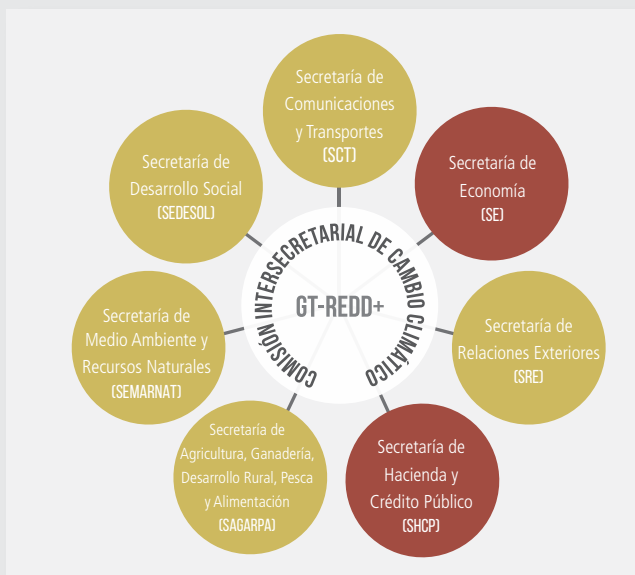 Secretaría de
Comunicaciones
y Transportes
(SCT)
Secretaría de
Desarrollo Social
(SEDESOL)
Secretaría de
Economía
(SE)
COMISIÓN INTERSECRETARIAL DE CAMBIO CLIMÁTICO
GT-REDD+
Secretaría de
Medio Ambiente y
Recursos Naturales
(SEMARNAT)
Secretaría de
Relaciones Exteriores
(SRE)
Secretaría de
Agricultura, Ganadería,
Desarrollo Rural, Pesca
y Alimentación
(SAGARPA)
Secretaría de
Hacienda y
Crédito Público
(SHCP)